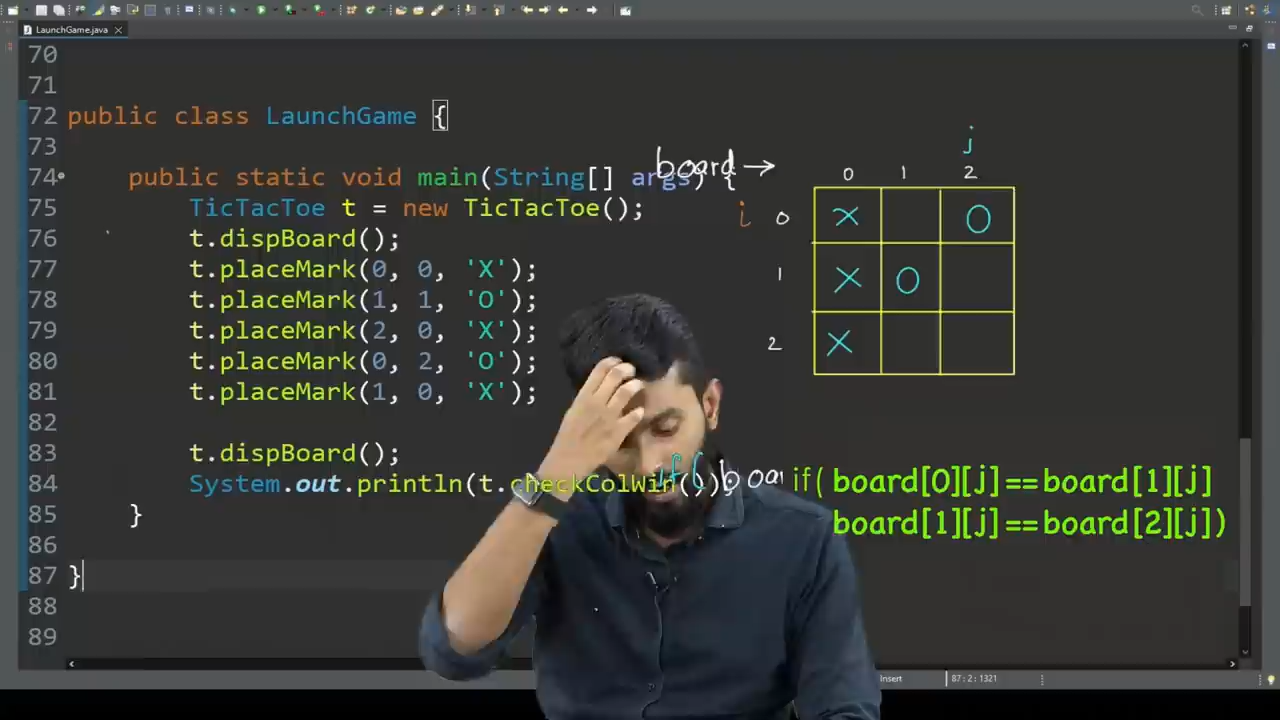 LaunchGame.java
70
71
72 public class LaunchGame {
73
74 public static void main(String[] args) {
75 TicTacToe t = new TicTacToe();
76 t.dispBoard();
77 t.placeMark(0, 0, 'X');
78 t.placeMark(1, 1, 'O');
79 t.placeMark(2, 0, 'X');
80 t.placeMark(0, 2, 'O');
81 t.placeMark(1, 0, 'X');
82
83 t.dispBoard();
84 System.out.println(t.checkColWin());
85 }
86
87 }
88
89
board →
j
0 1 2
i 0 X O
1 X O
2 X
if ( boa
if( board[0][j]==board[1][j]
board[1][j]==board[2][j])
Insert 87:2:1321